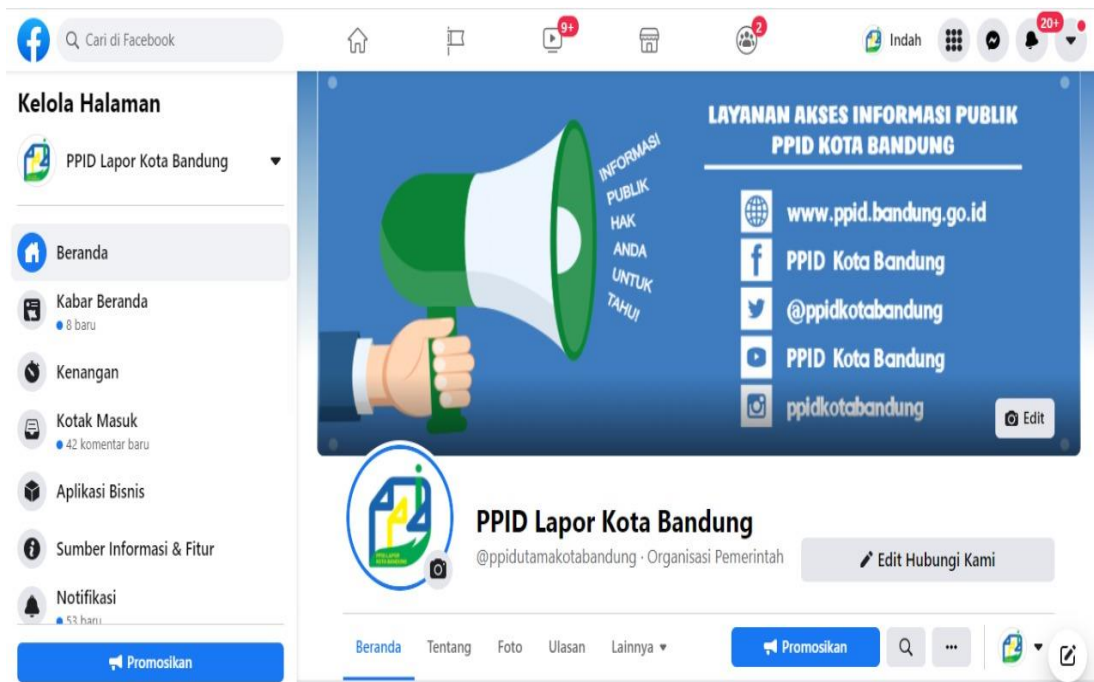 Cari di Facebook
9+
2
Indah
20+
Kelola Halaman
PPID Lapor Kota Bandung
Beranda
Kabar Beranda
8 baru
Kenangan
Kotak Masuk
42 komentar baru
Aplikasi Bisnis
Sumber Informasi & Fitur
Notifikasi
53 baru
Promosikan
INFORMASI
PUBLIK
HAK
ANDA
UNTUK
TAHU!
LAYANAN AKSES INFORMASI PUBLIK
PPID KOTA BANDUNG
www.ppid.bandung.go.id
PPID Kota Bandung
@ppidkotabandung
PPID Kota Bandung
ppidkotabandung
Edit
PPID LAPOR
KOTA BANDUNG
PPID Lapor Kota Bandung
@ppidutamakotabandung · Organisasi Pemerintah
Edit Hubungi Kami
Beranda Tentang Foto Ulasan Lainnya
Promosikan